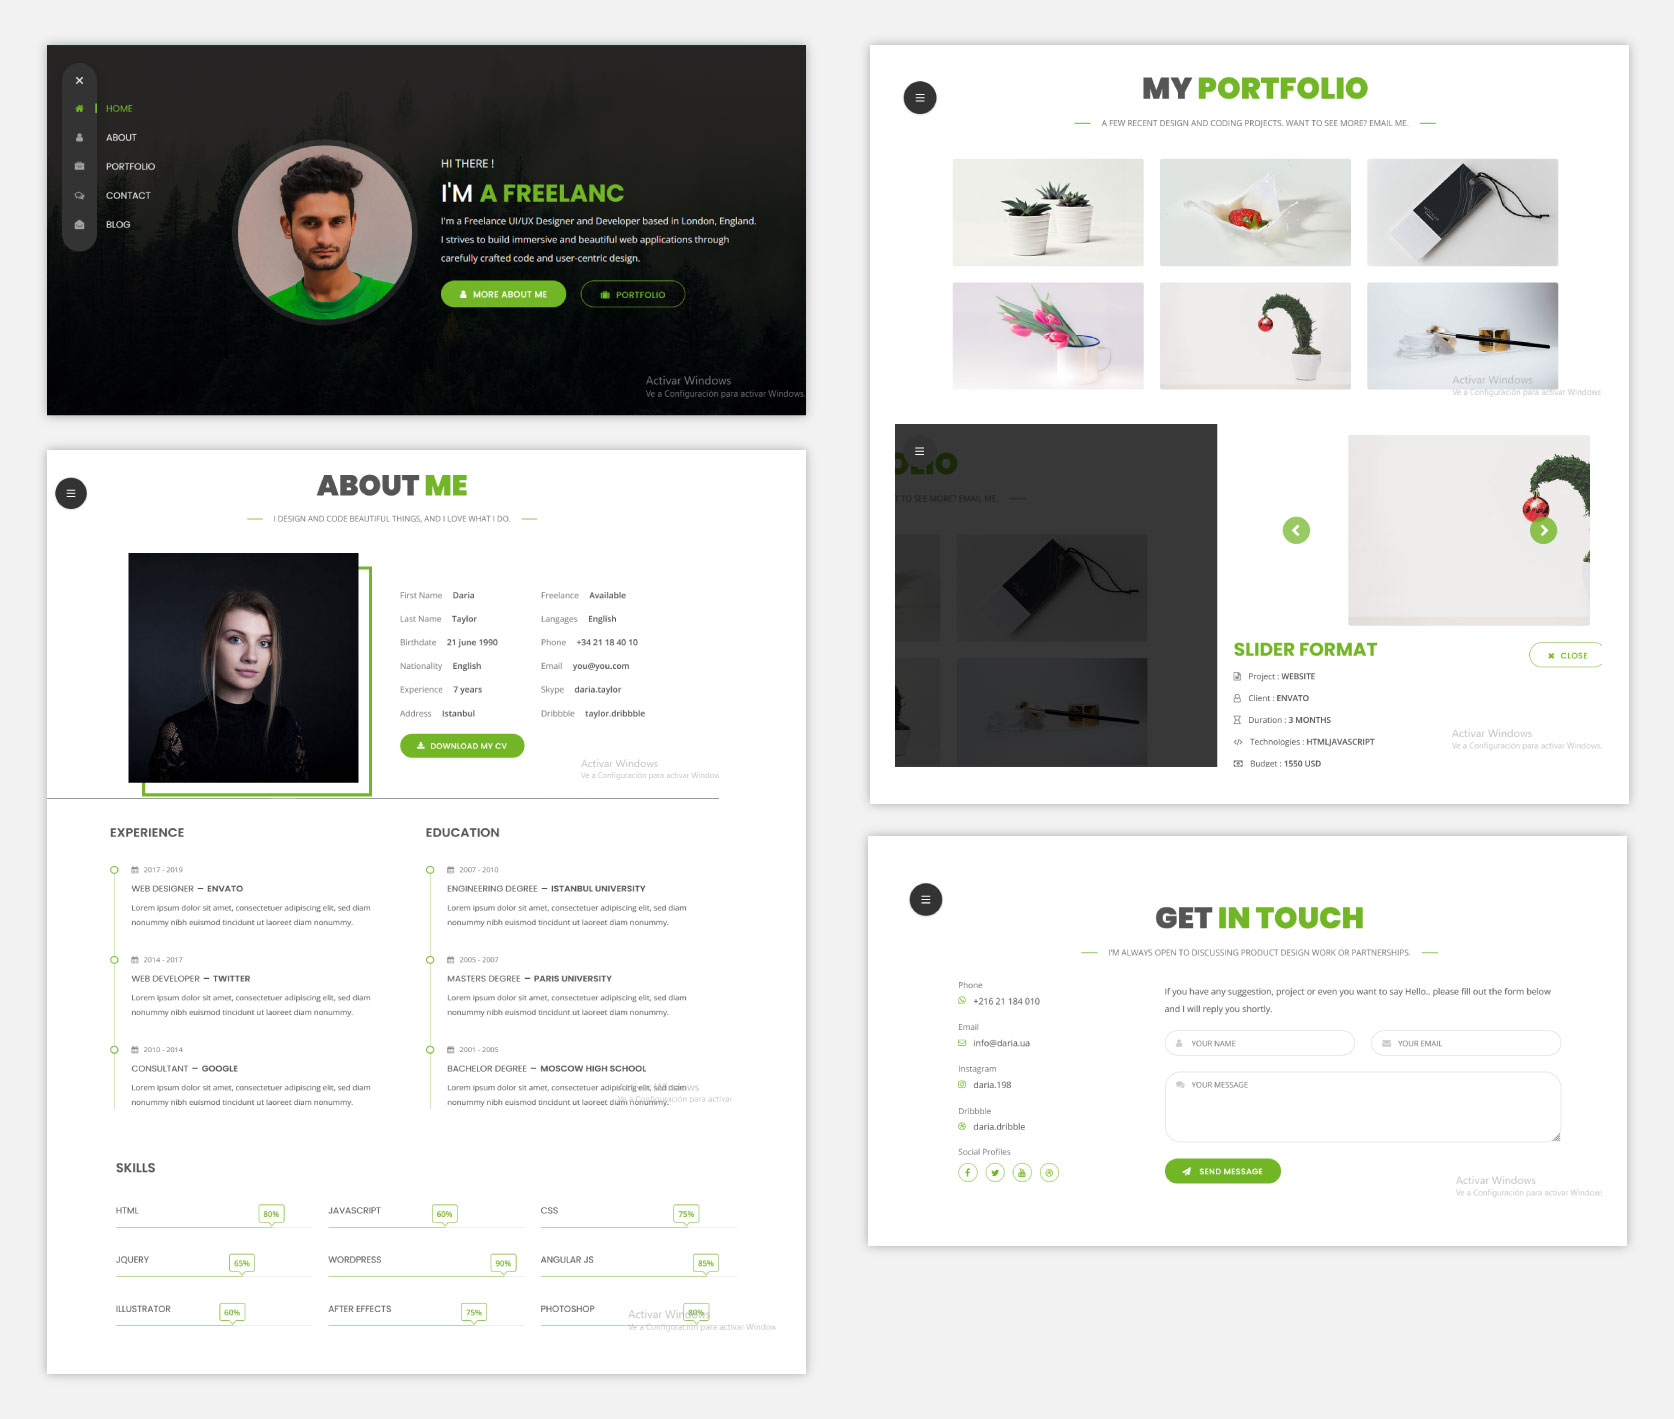 HOME
ABOUT
PORTFOLIO
CONTACT
BLOG
HI THERE !
I'M A FREELANC
I'm a Freelance UI/UX Designer and Developer based in London, England.
I strives to build immersive and beautiful web applications through
carefully crafted code and user-centric design.
MORE ABOUT ME
PORTFOLIO
Activar Windows
Ve a Configuración para activar Windows.
ABOUT ME
I DESIGN AND CODE BEAUTIFUL THINGS, AND I LOVE WHAT I DO.
First Name Daria
Last Name Taylor
Birthdate 21 june 1990
Nationality English
Experience 7 years
Address Istanbul
Freelance Available
Langages English
Phone +34 21 18 40 10
Email you@you.com
Skype daria.taylor
Dribbble taylor.dribbble
DOWNLOAD MY CV
Activar Windows
Ve a Configuración para activar Window
EXPERIENCE
2017 - 2019
WEB DESIGNER – ENVATO
Lorem ipsum dolor sit amet, consectetuer adipiscing elit, sed diam
nonummy nibh euismod tincidunt ut laoreet diam nonummy.
2014 - 2017
WEB DEVELOPER – TWITTER
Lorem ipsum dolor sit amet, consectetuer adipiscing elit, sed diam
nonummy nibh euismod tincidunt ut laoreet diam nonummy.
2010 - 2014
CONSULTANT – GOOGLE
Lorem ipsum dolor sit amet, consectetuer adipiscing elit, sed diam
nonummy nibh euismod tincidunt ut laoreet diam nonummy.
EDUCATION
2007 - 2010
ENGINEERING DEGREE – ISTANBUL UNIVERSITY
Lorem ipsum dolor sit amet, consectetuer adipiscing elit, sed diam
nonummy nibh euismod tincidunt ut laoreet diam nonummy.
2005 - 2007
MASTERS DEGREE – PARIS UNIVERSITY
Lorem ipsum dolor sit amet, consectetuer adipiscing elit, sed diam
nonummy nibh euismod tincidunt ut laoreet diam nonummy.
2001 - 2005
BACHELOR DEGREE – MOSCOW HIGH SCHOOL
Lorem ipsum dolor sit amet, consectetuer adipiscing elit, sed diam
nonummy nibh euismod tincidunt ut laoreet diam nonummy.
Activar Windows
Ve a Configuración para activar
SKILLS
HTML 80%
JAVASCRIPT 60%
CSS 75%
JQUERY 65%
WORDPRESS 90%
ANGULAR JS 85%
ILLUSTRATOR 60%
AFTER EFFECTS 75%
PHOTOSHOP 80%
Activar Windows
Ve a Configuración para activar Window
MY PORTFOLIO
A FEW RECENT DESIGN AND CODING PROJECTS. WANT TO SEE MORE? EMAIL ME.
Activar Windows
Ve a Configuración para activar Windows
OLIO
T TO SEE MORE? EMAIL ME.
SLIDER FORMAT
CLOSE
Project : WEBSITE
Client : ENVATO
Duration : 3 MONTHS
Technologies : HTMLJAVASCRIPT
Budget : 1550 USD
Activar Windows
Ve a Configuración para activar Windows.
GET IN TOUCH
I'M ALWAYS OPEN TO DISCUSSING PRODUCT DESIGN WORK OR PARTNERSHIPS.
Phone
+216 21 184 010
Email
info@daria.ua
Instagram
daria.198
Dribbble
daria.dribble
Social Profiles
If you have any suggestion, project or even you want to say Hello.. please fill out the form below
and I will reply you shortly.
YOUR NAME
YOUR EMAIL
YOUR MESSAGE
SEND MESSAGE
Activar Windows
Ve a Configuración para activar Windows